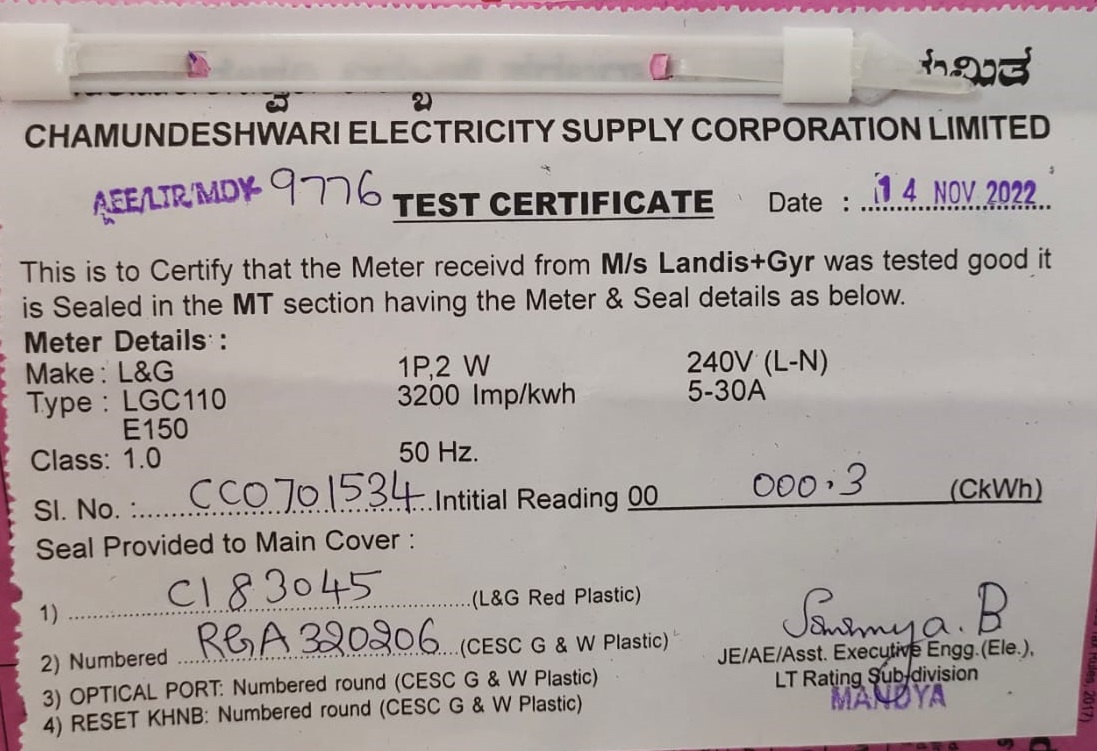 CHAMUNDESHWARI ELECTRICITY SUPPLY CORPORATION LIMITED
AEE/LTR/MDY 9776 TEST CERTIFICATE Date : 14 NOV 2022
This is to Certify that the Meter receivd from M/s Landis+Gyr was tested good it
is Sealed in the MT section having the Meter & Seal details as below.
Meter Details :
Make : L&G 1P,2 W 240V (L-N)
Type : LGC110 3200 Imp/kwh 5-30A
E150
Class: 1.0 50 Hz.
Sl. No. : CC0701534 Intitial Reading 00 000.3 (CkWh)
Seal Provided to Main Cover :
1) C183045 (L&G Red Plastic)
2) Numbered RGA320206 (CESC G & W Plastic)
3) OPTICAL PORT: Numbered round (CESC G & W Plastic)
4) RESET KHNB: Numbered round (CESC G & W Plastic)
Sowmya. B
JE/AE/Asst. Executive Engg.(Ele.),
LT Rating Sub-division
MANDYA